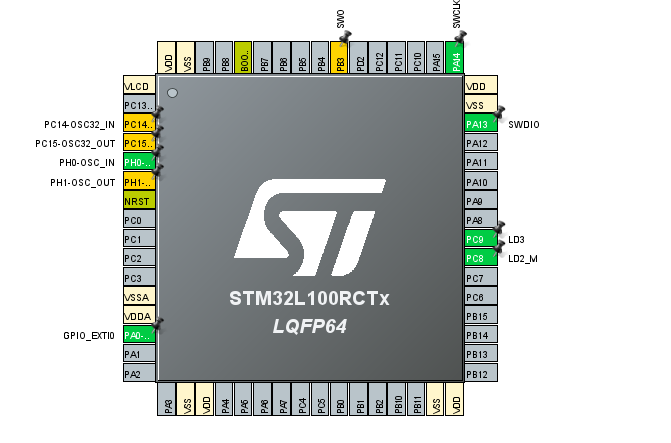 SWO
SWCLK
VDD
VSS
PB9
PB8
BOO..
PB7
PB6
PB5
PB4
PB3
PD2
PC12
PC11
PC10
PA15
PA14
VLCD
PC13..
PC14-OSC32_IN PC14..
PC15-OSC32_OUT PC15..
PH0-OSC_IN PH0-..
PH1-OSC_OUT PH1-..
NRST
PC0
PC1
PC2
PC3
VSSA
VDDA
GPIO_EXTI0 PA0-..
PA1
PA2
STM32L100RCTx
LQFP64
VDD
VSS
PA13 SWDIO
PA12
PA11
PA10
PA9
PA8
PC9 LD3
PC8 LD2_M
PC7
PC6
PB15
PB14
PB13
PB12
PA3
VSS
VDD
PA4
PA5
PA6
PA7
PC4
PC5
PB0
PB1
PB2
PB10
PB11
VSS
VDD